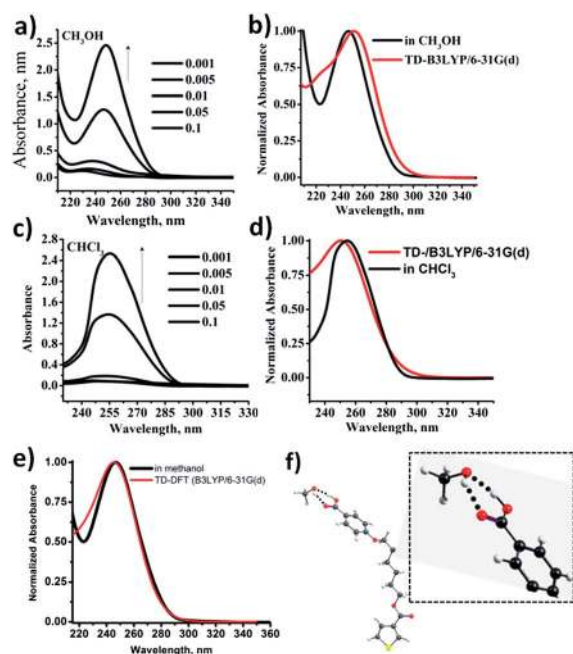 a)
CH3OH
0.001
0.005
0.01
0.05
0.1
Absorbance, nm
2.5
2.0
1.5
1.0
0.5
0.0
220 240 260 280 300 320 340
Wavelength, nm
b)
in CH3OH
TD-B3LYP/6-31G(d)
Normalized Absorbance
1.00
0.75
0.50
0.25
0.00
220 240 260 280 300 320 340
Wavelength, nm
c)
CHCl3
0.001
0.005
0.01
0.05
0.1
Absorbance
2.8
2.4
2.0
1.6
1.2
0.8
0.4
0.0
240 255 270 285 300 315 330
Wavelength, nm
d)
TD-/B3LYP/6-31G(d)
in CHCl3
Normalized Absorbance
1.00
0.75
0.50
0.25
0.00
240 260 280 300 320 340
Wavelength, nm
e)
in methanol
TD-DFT (B3LYP/6-31G(d)
Normalized Absorbance
1.00
0.75
0.50
0.25
0.00
220 240 260 280 300 320 340 360
Wavelength, nm
f)